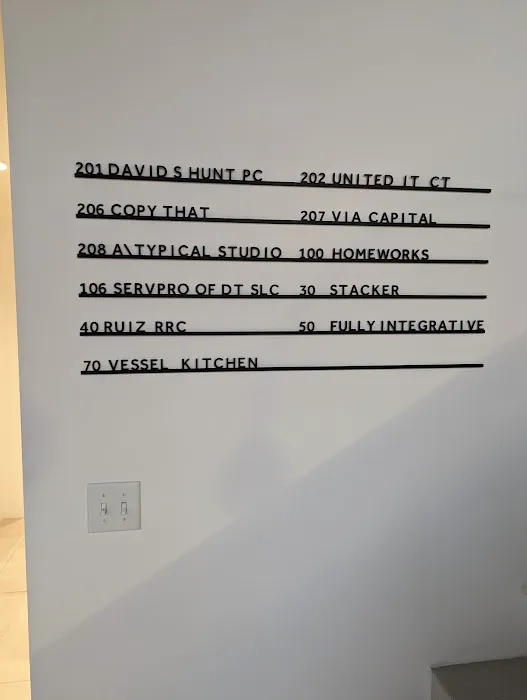 201 DAVID S HUNT PC 202 UNITED IT CT
206 COPY THAT 207 VIA CAPITAL
208 A\TYPICAL STUDIO 100 HOMEWORKS
106 SERVPRO OF DT SLC 30 STACKER
40 RUIZ RRC 50 FULLY INTEGRATIVE
70 VESSEL KITCHEN